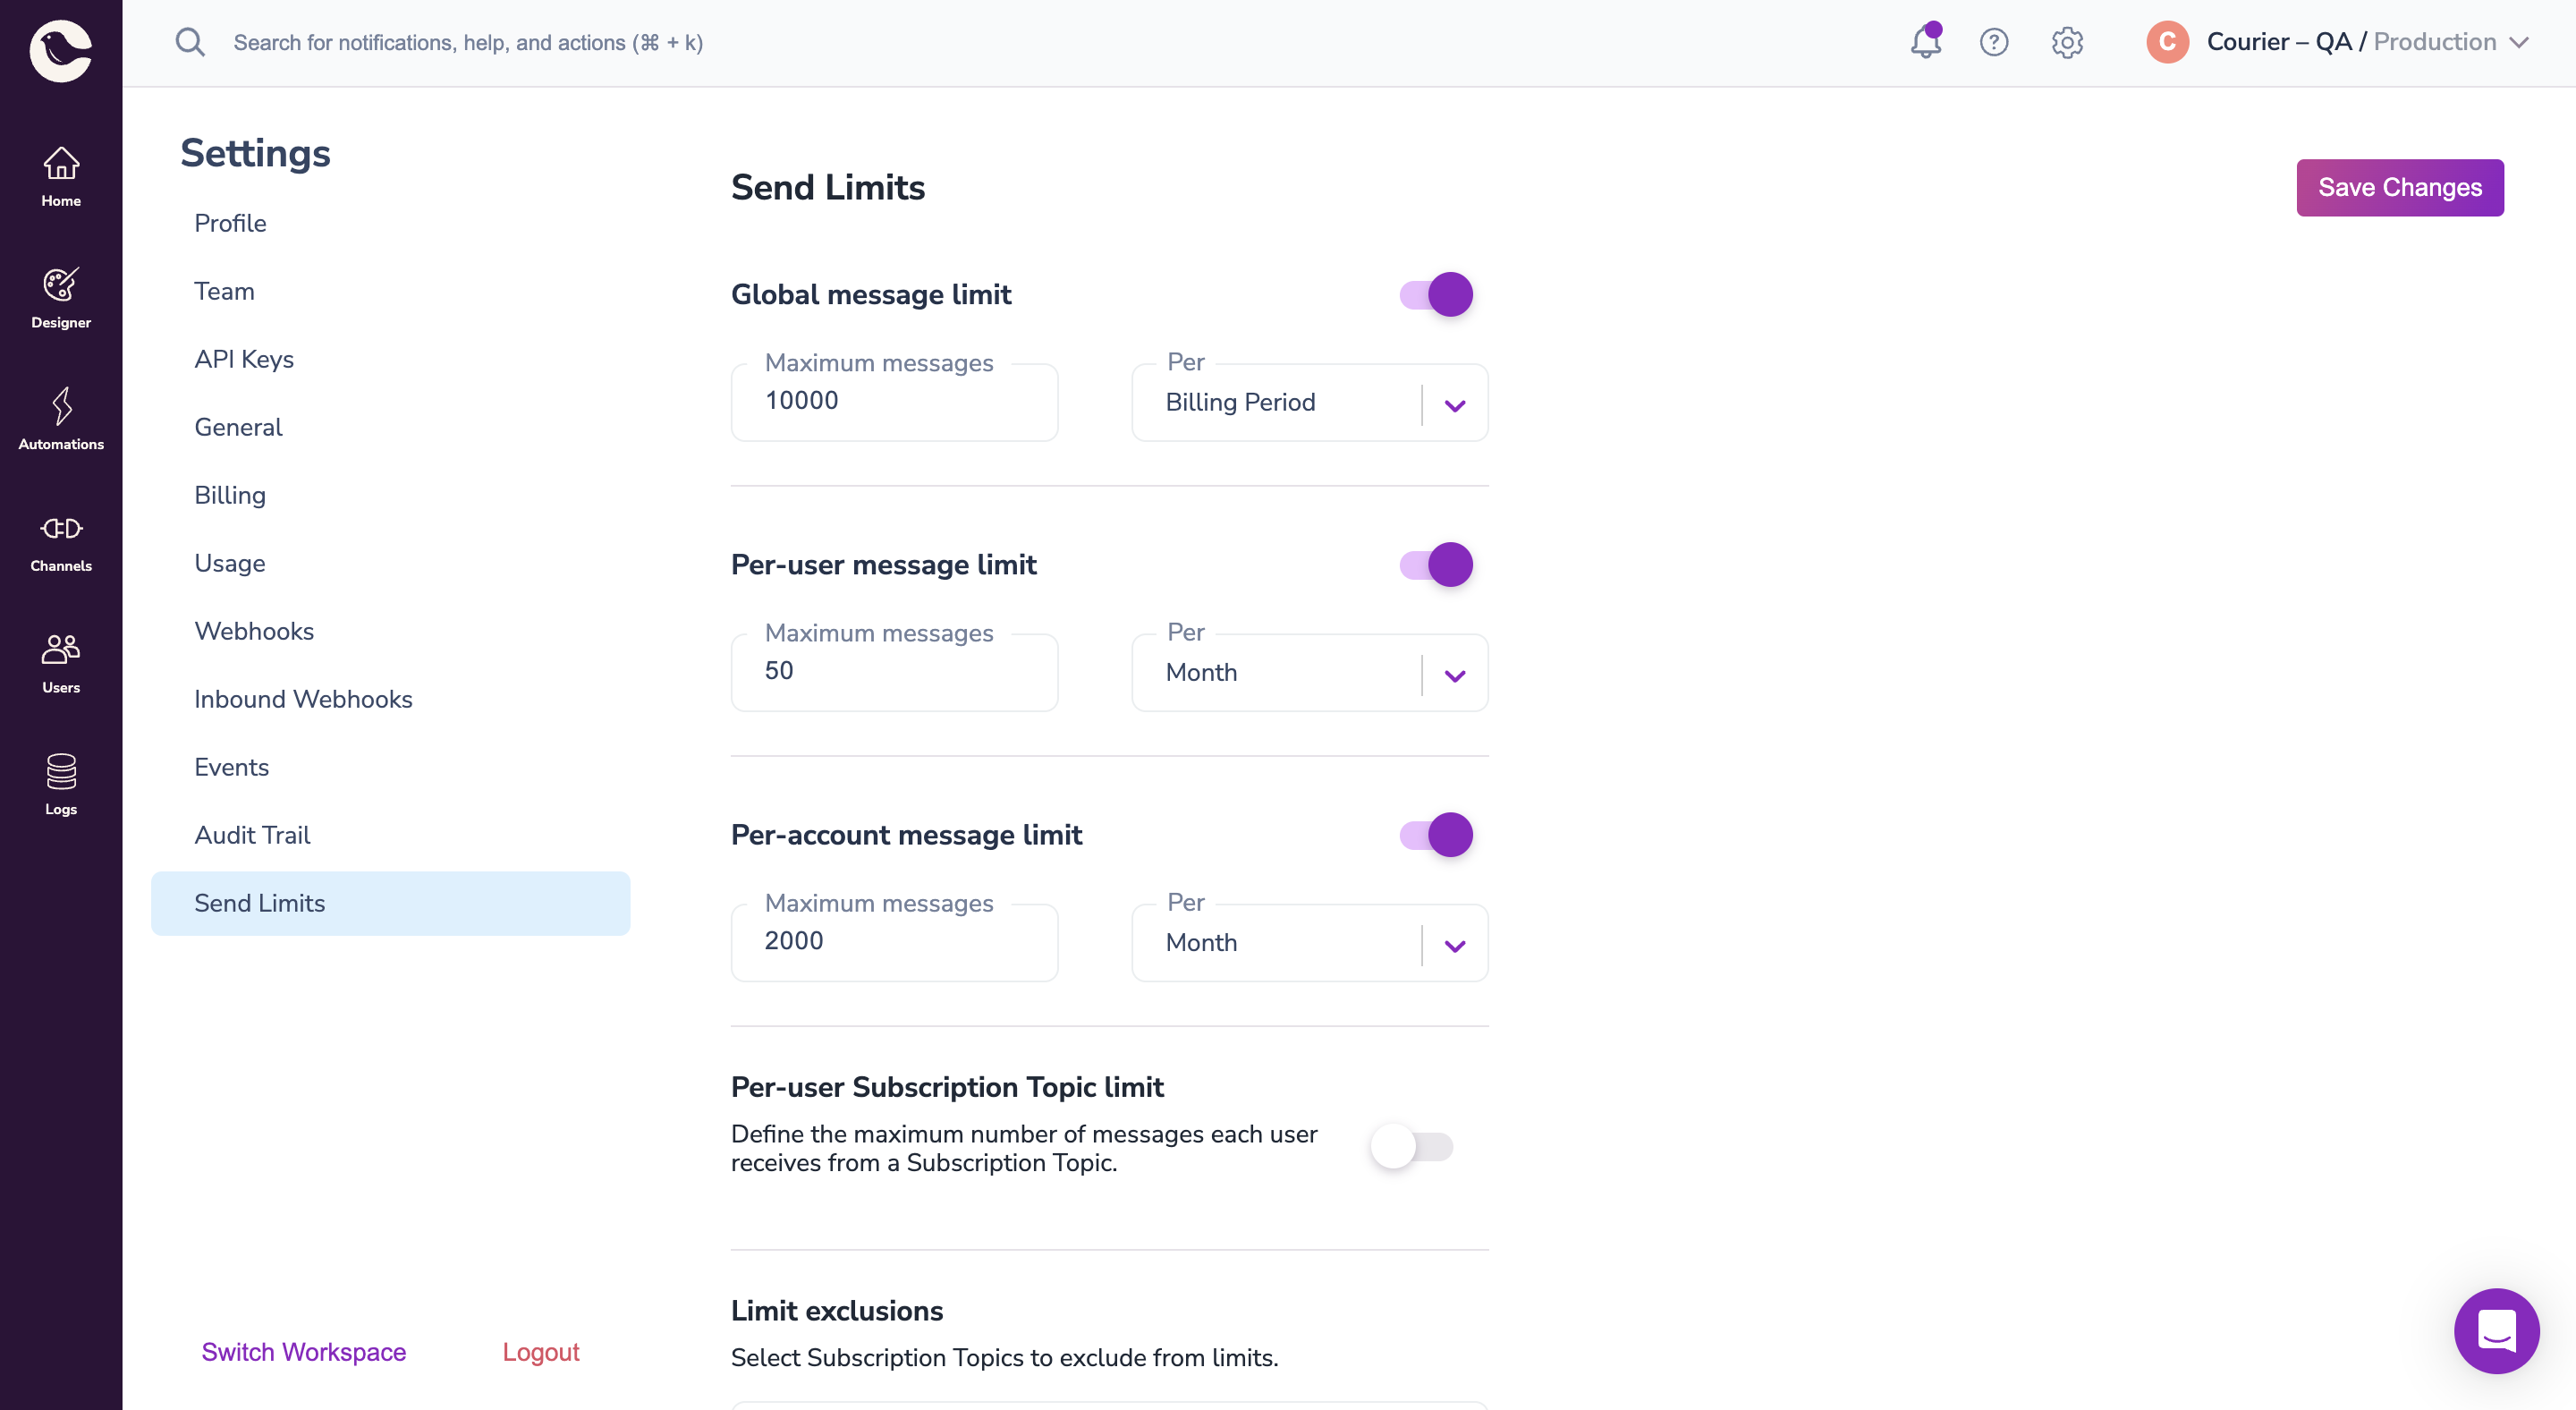 Search for notifications, help, and actions (⌘ + k)
C
Courier – QA / Production
Home
Designer
Automations
Channels
Users
Logs
Settings
Profile
Team
API Keys
General
Billing
Usage
Webhooks
Inbound Webhooks
Events
Audit Trail
Send Limits
Switch Workspace
Logout
Send Limits
Save Changes
Global message limit
Maximum messages
10000
Per
Billing Period
Per-user message limit
Maximum messages
50
Per
Month
Per-account message limit
Maximum messages
2000
Per
Month
Per-user Subscription Topic limit
Define the maximum number of messages each user
receives from a Subscription Topic.
Limit exclusions
Select Subscription Topics to exclude from limits.